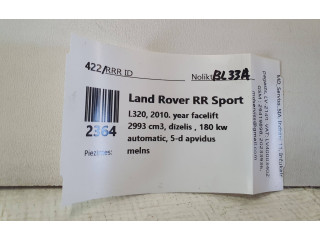 422/RRR ID
Nolikt BL33A
Land Rover RR Sport
L320, 2010. year facelift
2993 cm3, dizelis , 180 kw
automatic, 5-d apvidus
melns
2364
Piezīmes: